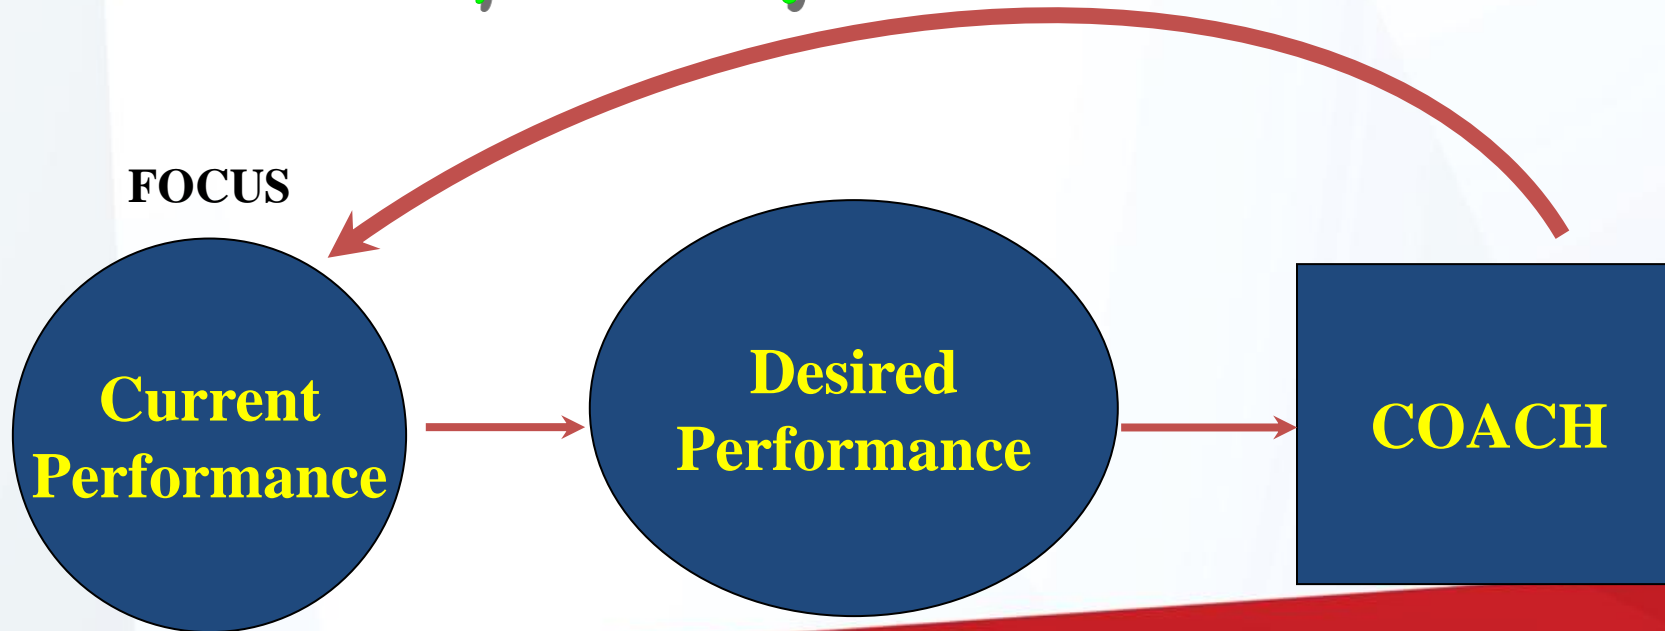 FOCUS
Current
Performance
Desired
Performance
COACH